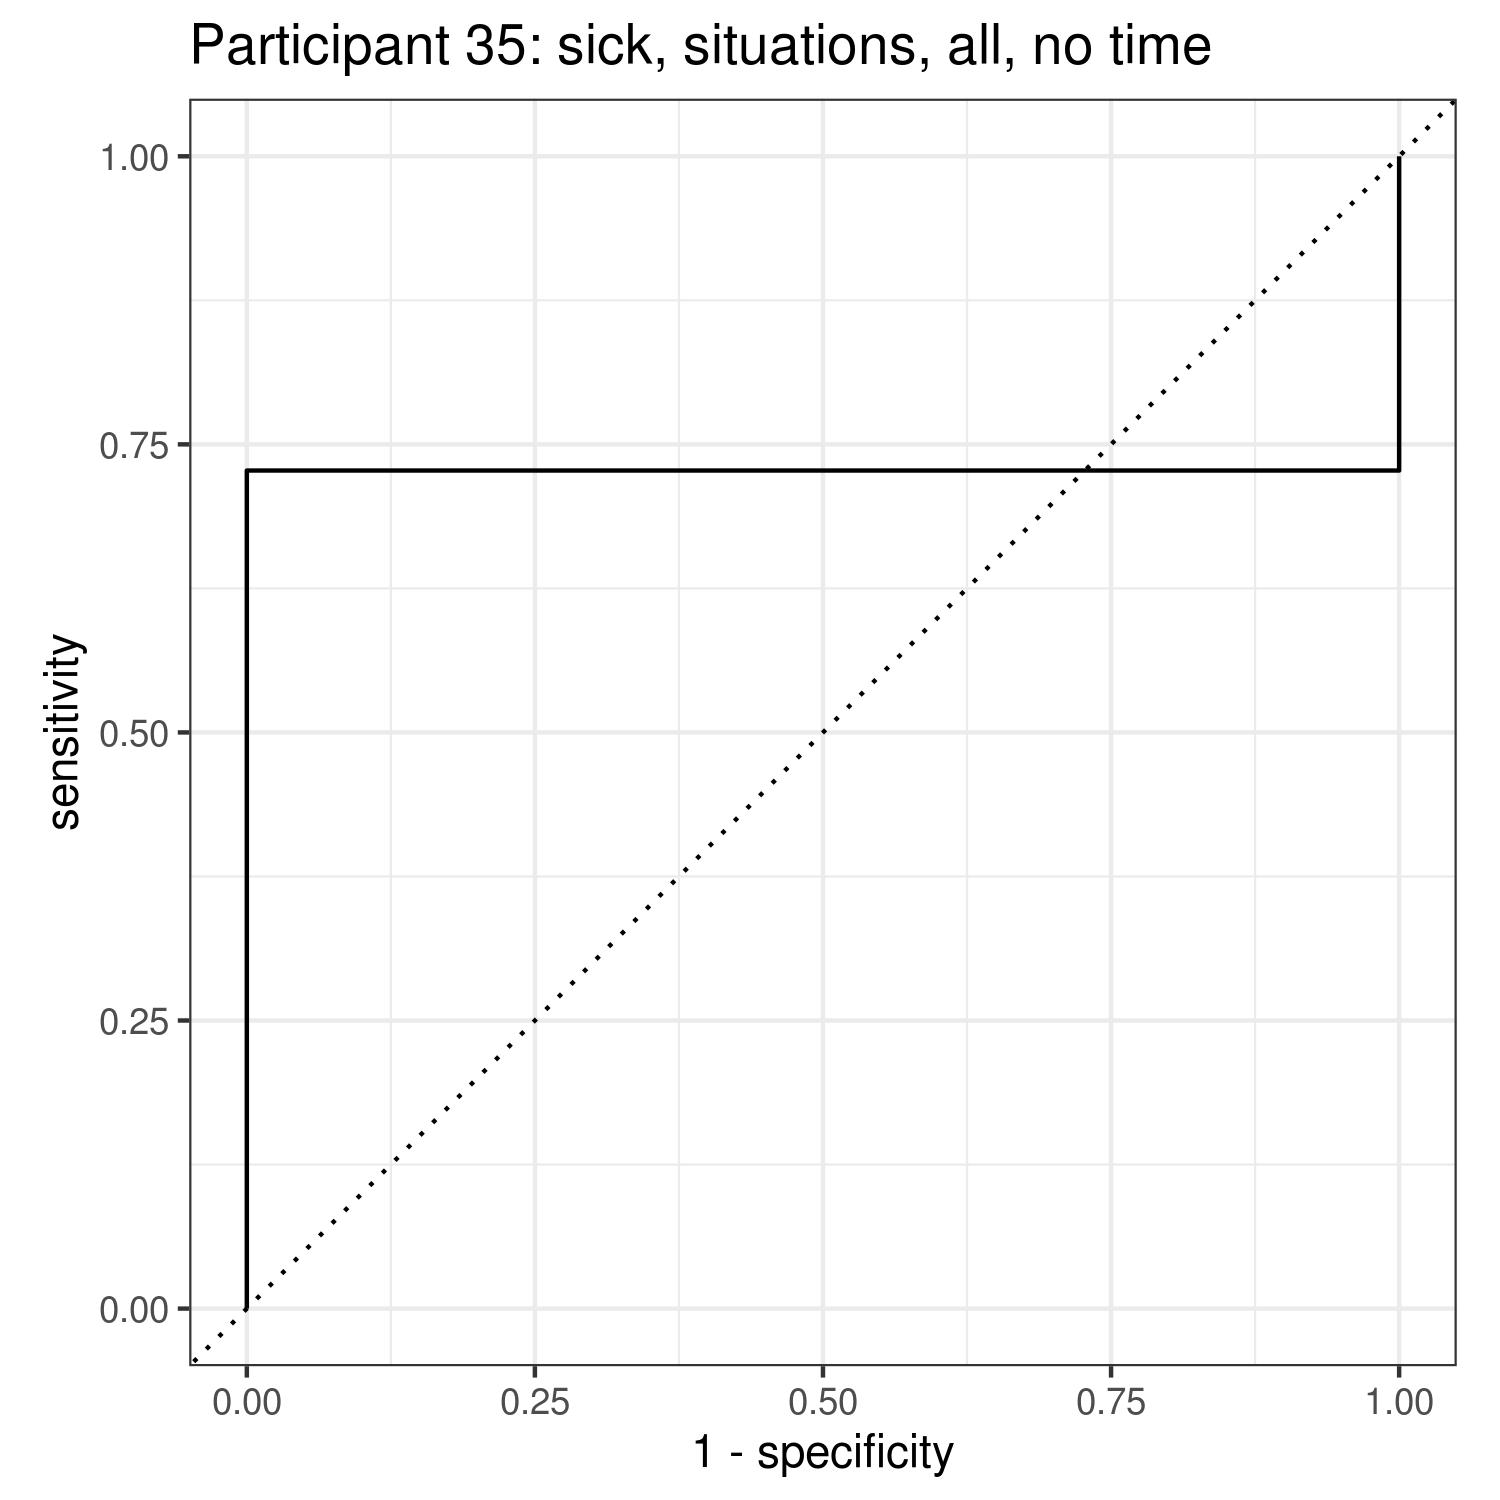 Participant 35: sick, situations, all, no time
1.00
0.75
0.50
0.25
0.00
sensitivity
0.00 0.25 0.50 0.75 1.00
1 - specificity